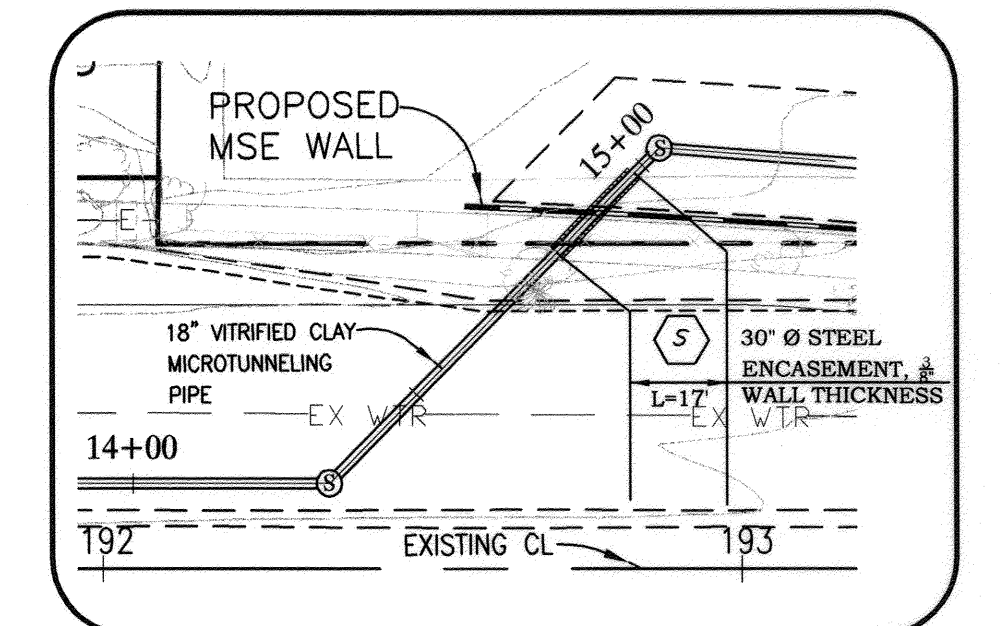 PROPOSED
MSE WALL
15+00
S
E
18" VITRIFIED CLAY
MICROTUNNELING
PIPE
S
30" Ø STEEL
ENCASEMENT, 3/8"
WALL THICKNESS
L=17'
EX WTR
EX WTR
14+00
S
192
EXISTING CL
193